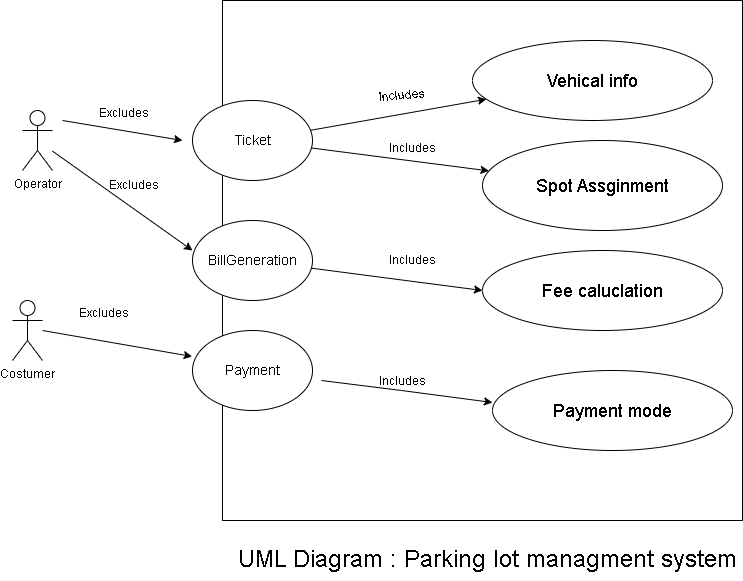 Vehical info
Includes
Excludes
Ticket
Includes
Operator
Excludes
Spot Assginment
BillGeneration
Includes
Fee caluclation
Excludes
Costumer
Payment
Includes
Payment mode
UML Diagram : Parking lot managment system